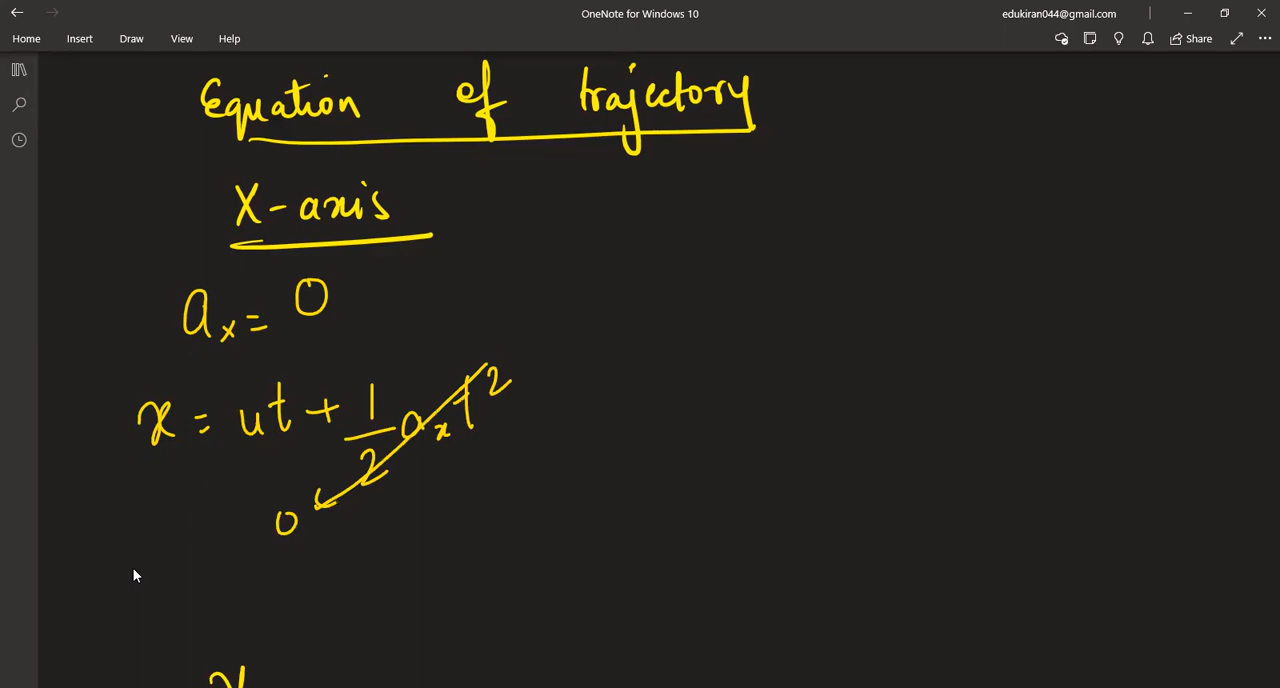 OneNote for Windows 10
edukiran044@gmail.com
Home Insert Draw View Help
Share
Equation of trajectory
X-axis
aₓ = 0
x = ut + 1/2 aₓt²
0